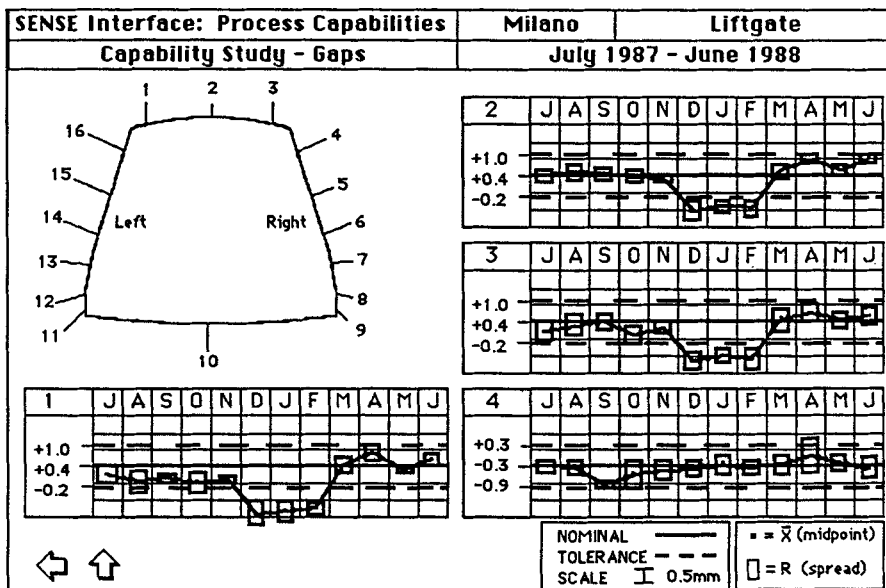 SENSE Interface: Process Capabilities
Milano
Liftgate
Capability Study - Gaps
July 1987 - June 1988
1
2
3
16
4
15
5
14
Left
Right
6
13
7
12
8
11
9
10
2 J A S O N D J F M A M J
+1.0
+0.4
-0.2
3 J A S O N D J F M A M J
+1.0
+0.4
-0.2
1 J A S O N D J F M A M J
+1.0
+0.4
-0.2
4 J A S O N D J F M A M J
+0.3
-0.3
-0.9
NOMINAL
TOLERANCE
SCALE 0.5mm
= X̄ (midpoint)
= R (spread)